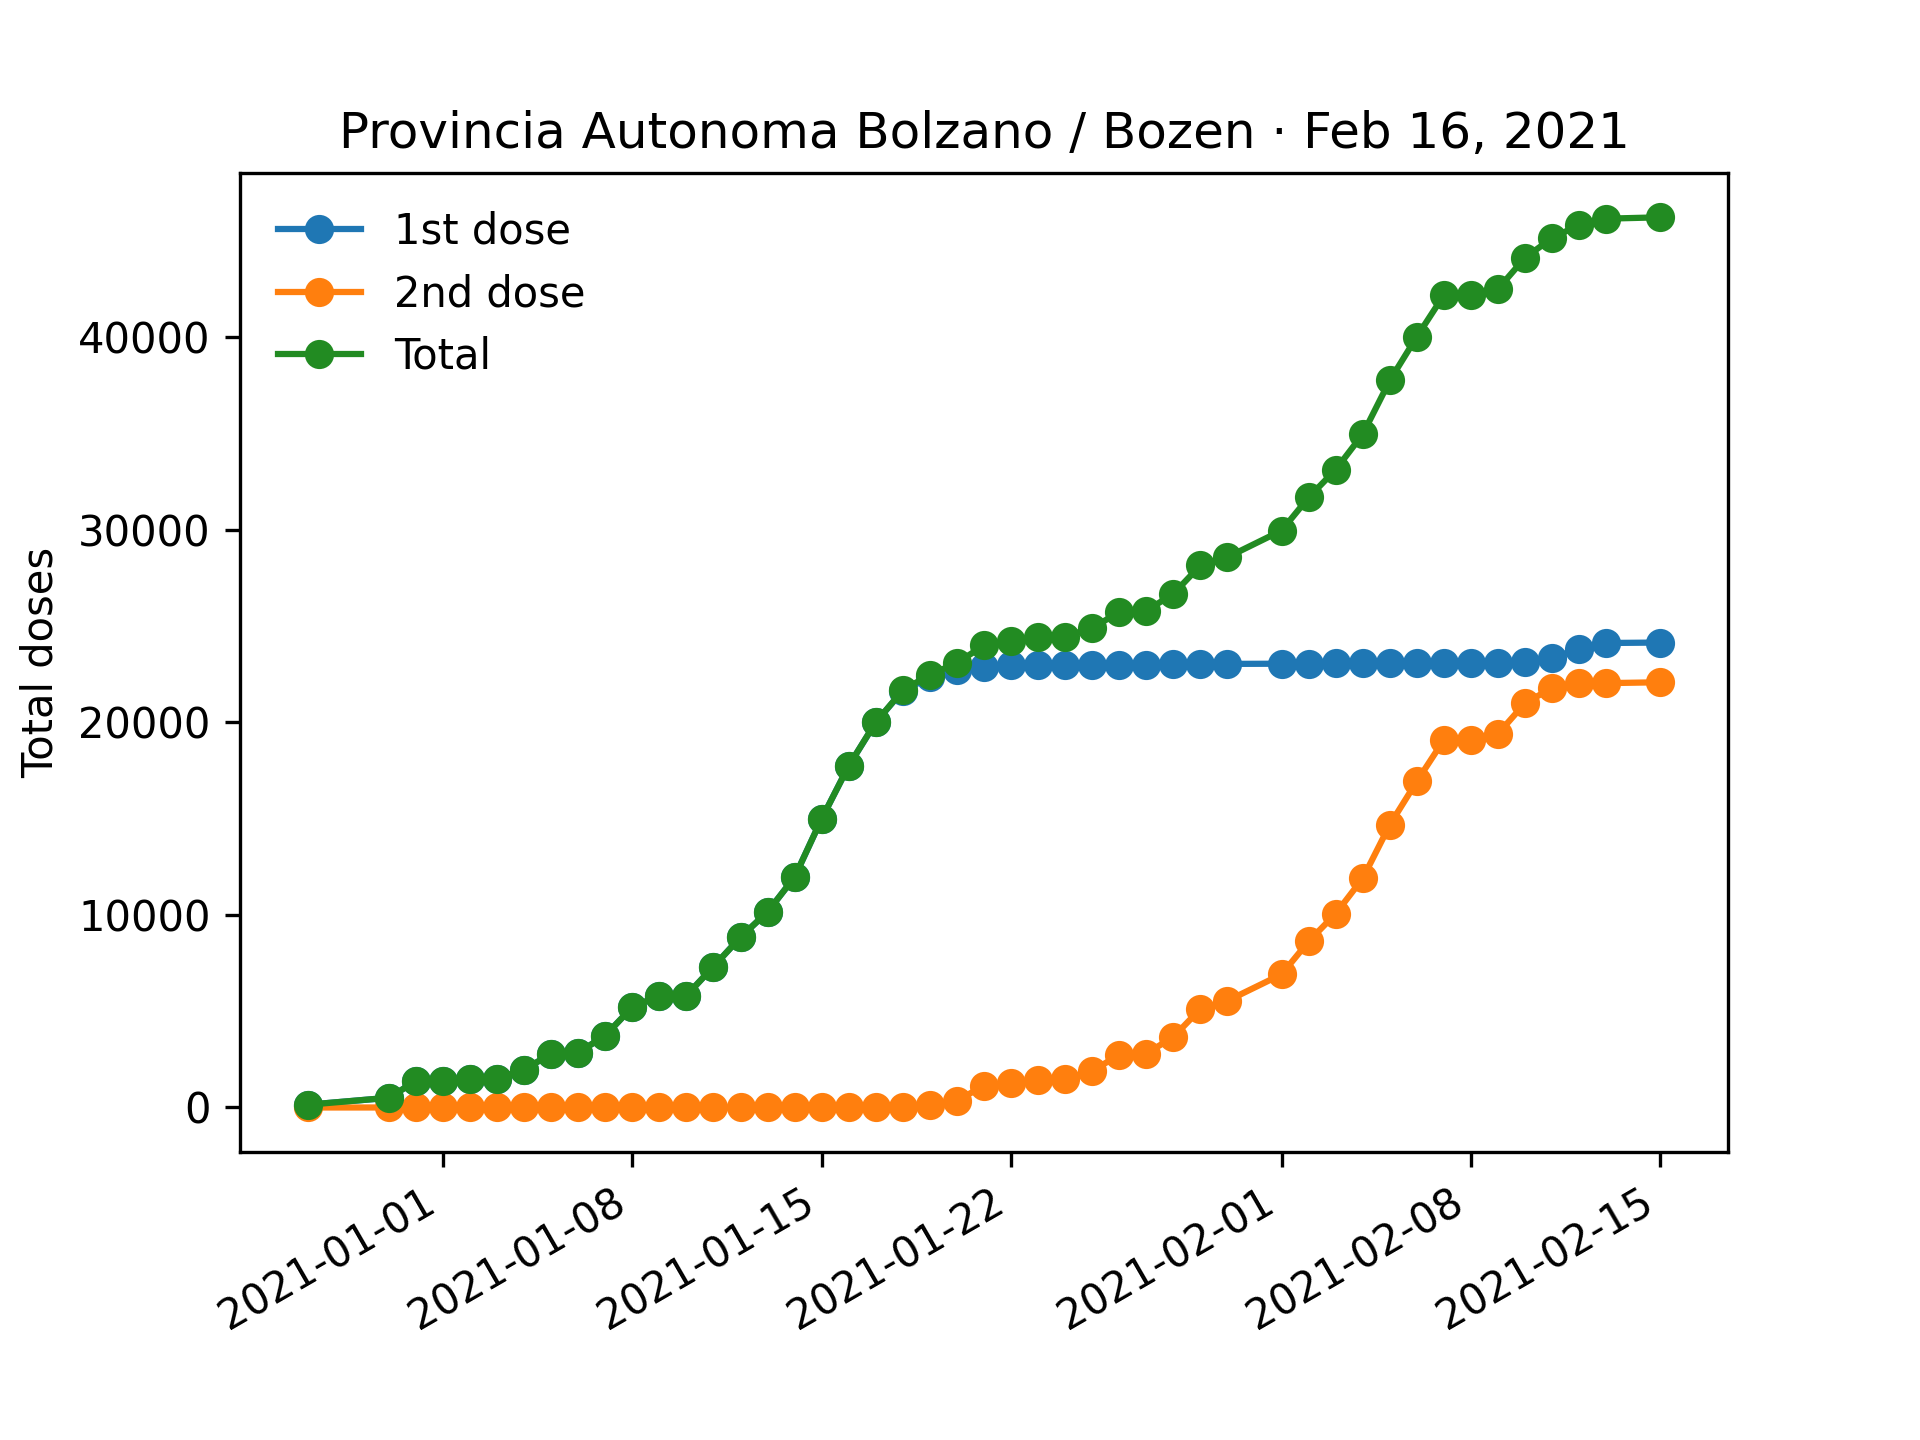 Provincia Autonoma Bolzano / Bozen · Feb 16, 2021
1st dose
2nd dose
Total
Total doses
40000
30000
20000
10000
0
2021-01-01
2021-01-08
2021-01-15
2021-01-22
2021-02-01
2021-02-08
2021-02-15